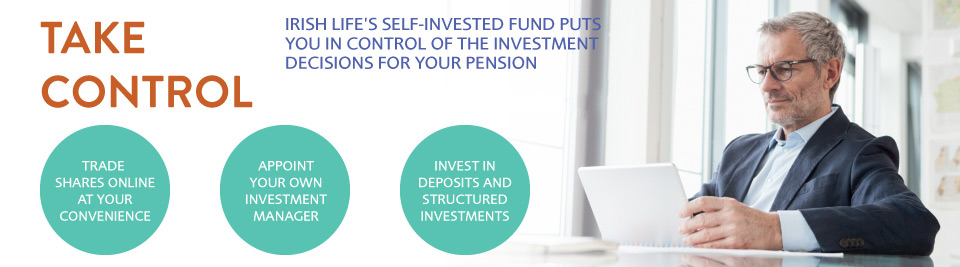 TAKE
CONTROL
IRISH LIFE'S SELF-INVESTED FUND PUTS
YOU IN CONTROL OF THE INVESTMENT
DECISIONS FOR YOUR PENSION
TRADE
SHARES ONLINE
AT YOUR
CONVENIENCE
APPOINT
YOUR OWN
INVESTMENT
MANAGER
INVEST IN
DEPOSITS AND
STRUCTURED
INVESTMENTS